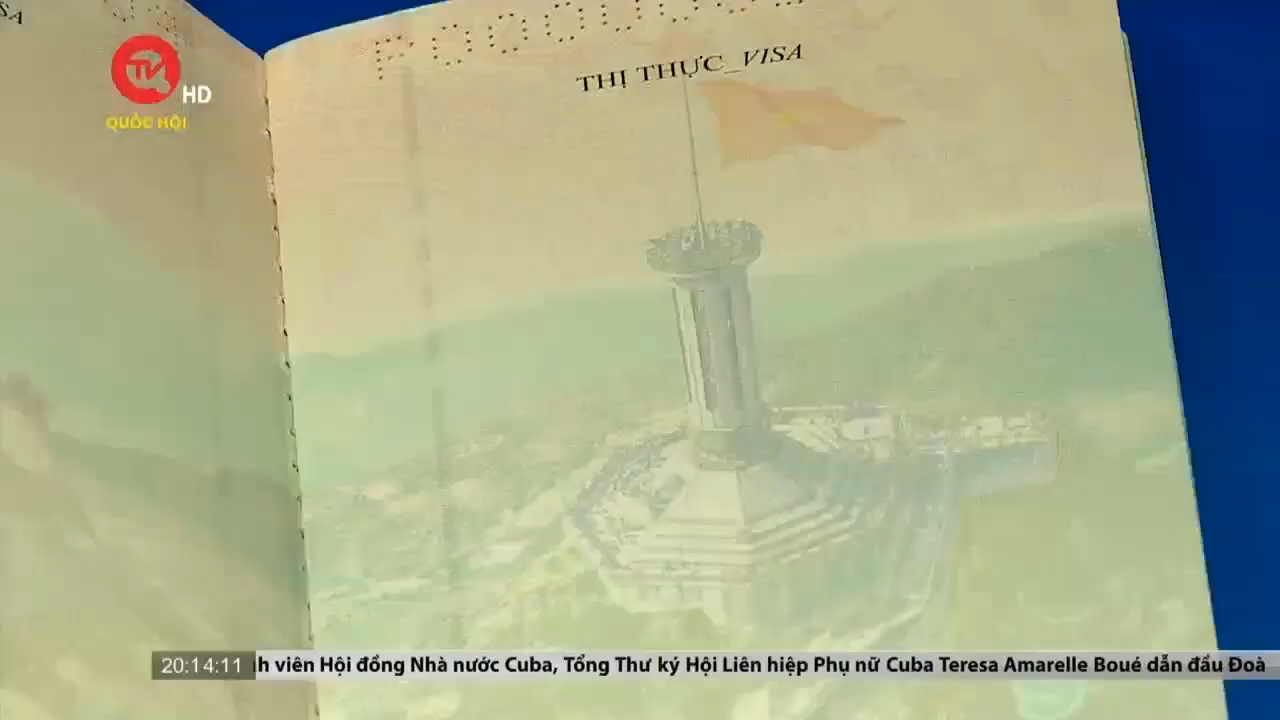 THỊ THỰC_VISA
TV
HD
QUỐC HỘI
20:14:11
h viên Hội đồng Nhà nước Cuba, Tổng Thư ký Hội Liên hiệp Phụ nữ Cuba Teresa Amarelle Boué dẫn đầu Đoà